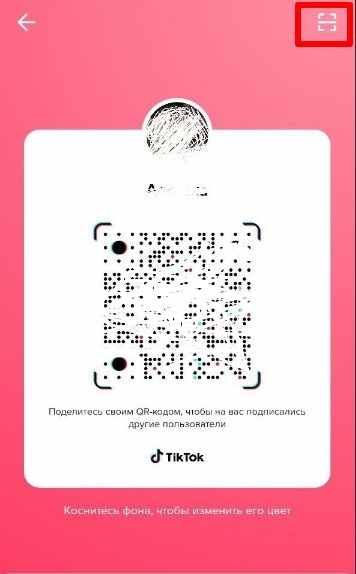 Поделитесь своим QR-кодом, чтобы на вас подписались
другие пользователи
TikTok
Коснитесь фона, чтобы изменить его цвет